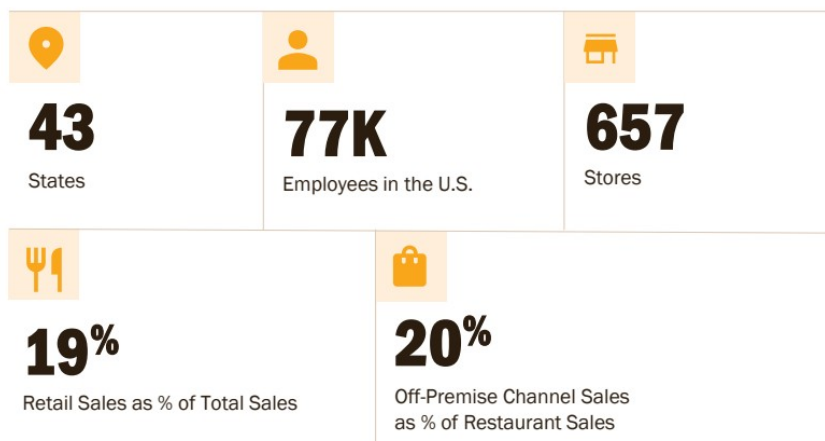 43
States
77K
Employees in the U.S.
657
Stores
19%
Retail Sales as % of Total Sales
20%
Off-Premise Channel Sales
as % of Restaurant Sales